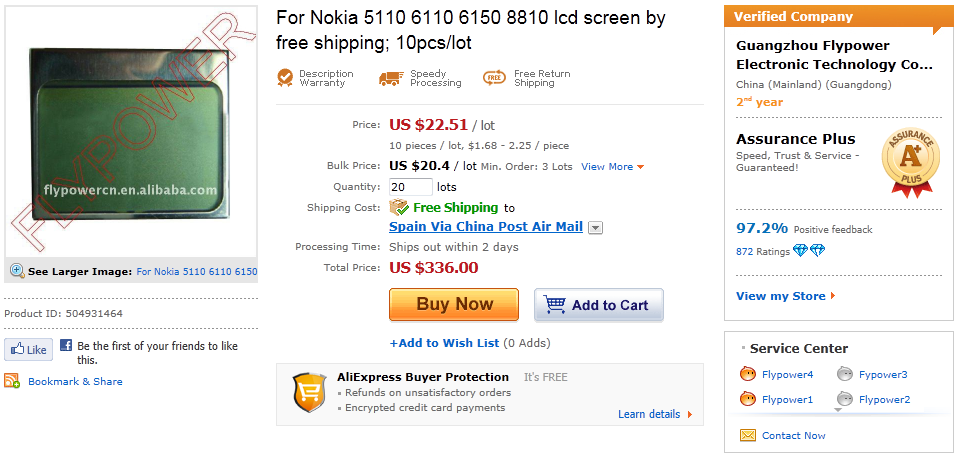 FLYPOWER
flypowercn.en.alibaba.com
See Larger Image: For Nokia 5110 6110 6150
Product ID: 504931464
Like
Be the first of your friends to like
this.
Bookmark & Share
For Nokia 5110 6110 6150 8810 lcd screen by
free shipping; 10pcs/lot
Description
Warranty
Speedy
Processing
FREE
Free Return
Shipping
Price: US $22.51 / lot
10 pieces / lot, $1.68 - 2.25 / piece
Bulk Price: US $20.4 / lot Min. Order: 3 Lots View More
Quantity: 20 lots
Shipping Cost: Free Shipping to
Spain Via China Post Air Mail
Processing Time: Ships out within 2 days
Total Price: US $336.00
Buy Now
Add to Cart
+Add to Wish List (0 Adds)
AliExpress Buyer Protection It's FREE
Refunds on unsatisfactory orders
Encrypted credit card payments
Learn details
Verified Company
Guangzhou Flypower
Electronic Technology Co...
China (Mainland) (Guangdong)
2nd year
Assurance Plus
Speed, Trust & Service -
Guaranteed!
ASSURANCE
A+
PLUS
97.2% Positive feedback
872 Ratings
View my Store
Service Center
Flypower4
Fypower3
Flypower1
Flypower2
Contact Now